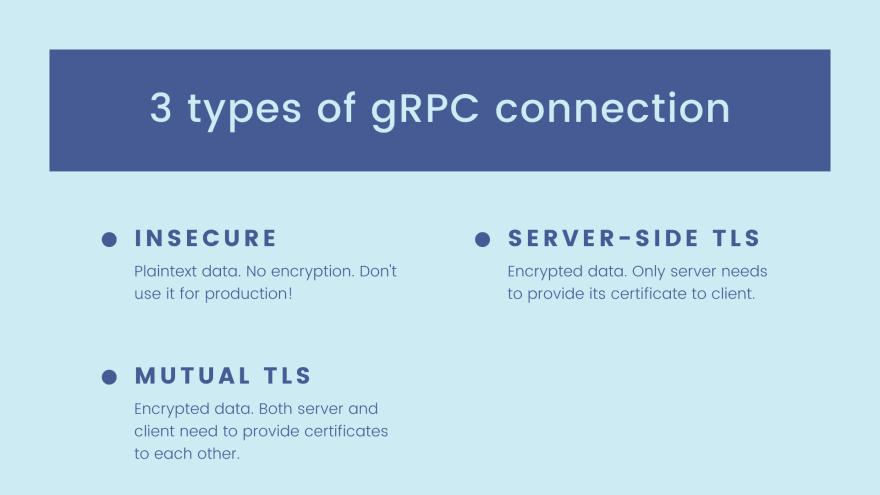 3 types of gRPC connection
INSECURE
Plaintext data. No encryption. Don't
use it for production!
SERVER-SIDE TLS
Encrypted data. Only server needs
to provide its certificate to client.
MUTUAL TLS
Encrypted data. Both server and
client need to provide certificates
to each other.